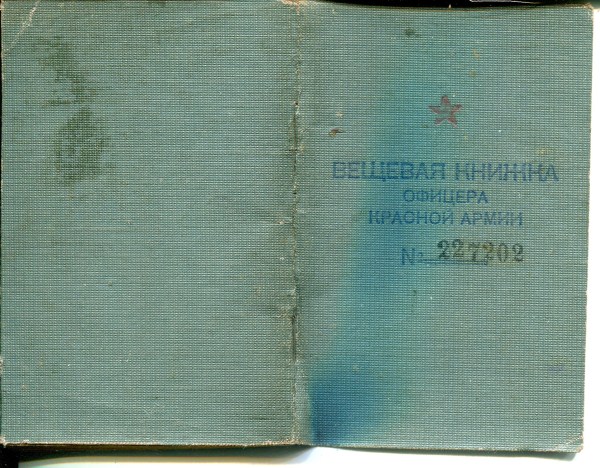 ВЕЩЕВАЯ КНИЖКА
ОФИЦЕРА
КРАСНОЙ АРМИИ
№ 227202